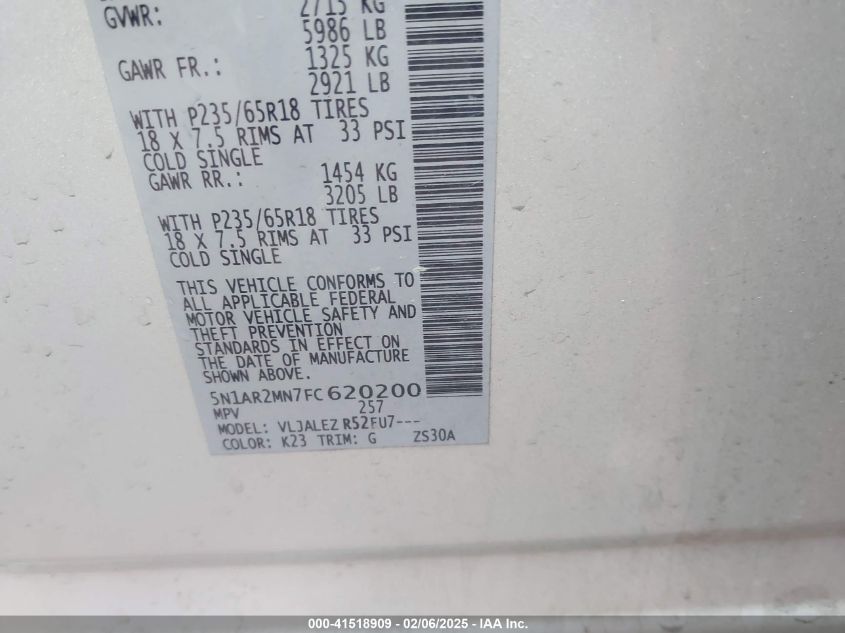 GVWR: 2715 KG
5986 LB
GAWR FR.: 1325 KG
2921 LB
WITH P235/65R18 TIRES
18 X 7.5 RIMS AT 33 PSI
COLD SINGLE
GAWR RR.: 1454 KG
3205 LB
WITH P235/65R18 TIRES
18 X 7.5 RIMS AT 33 PSI
COLD SINGLE
THIS VEHICLE CONFORMS TO
ALL APPLICABLE FEDERAL
MOTOR VEHICLE SAFETY AND
THEFT PREVENTION
STANDARDS IN EFFECT ON
THE DATE OF MANUFACTURE
SHOWN ABOVE.
5N1AR2MN7FC620200
MPV 257
MODEL: VLJALEZ R52FU7---
COLOR: K23 TRIM: G ZS30A
000-41518909 - 02/06/2025 - IAA Inc.